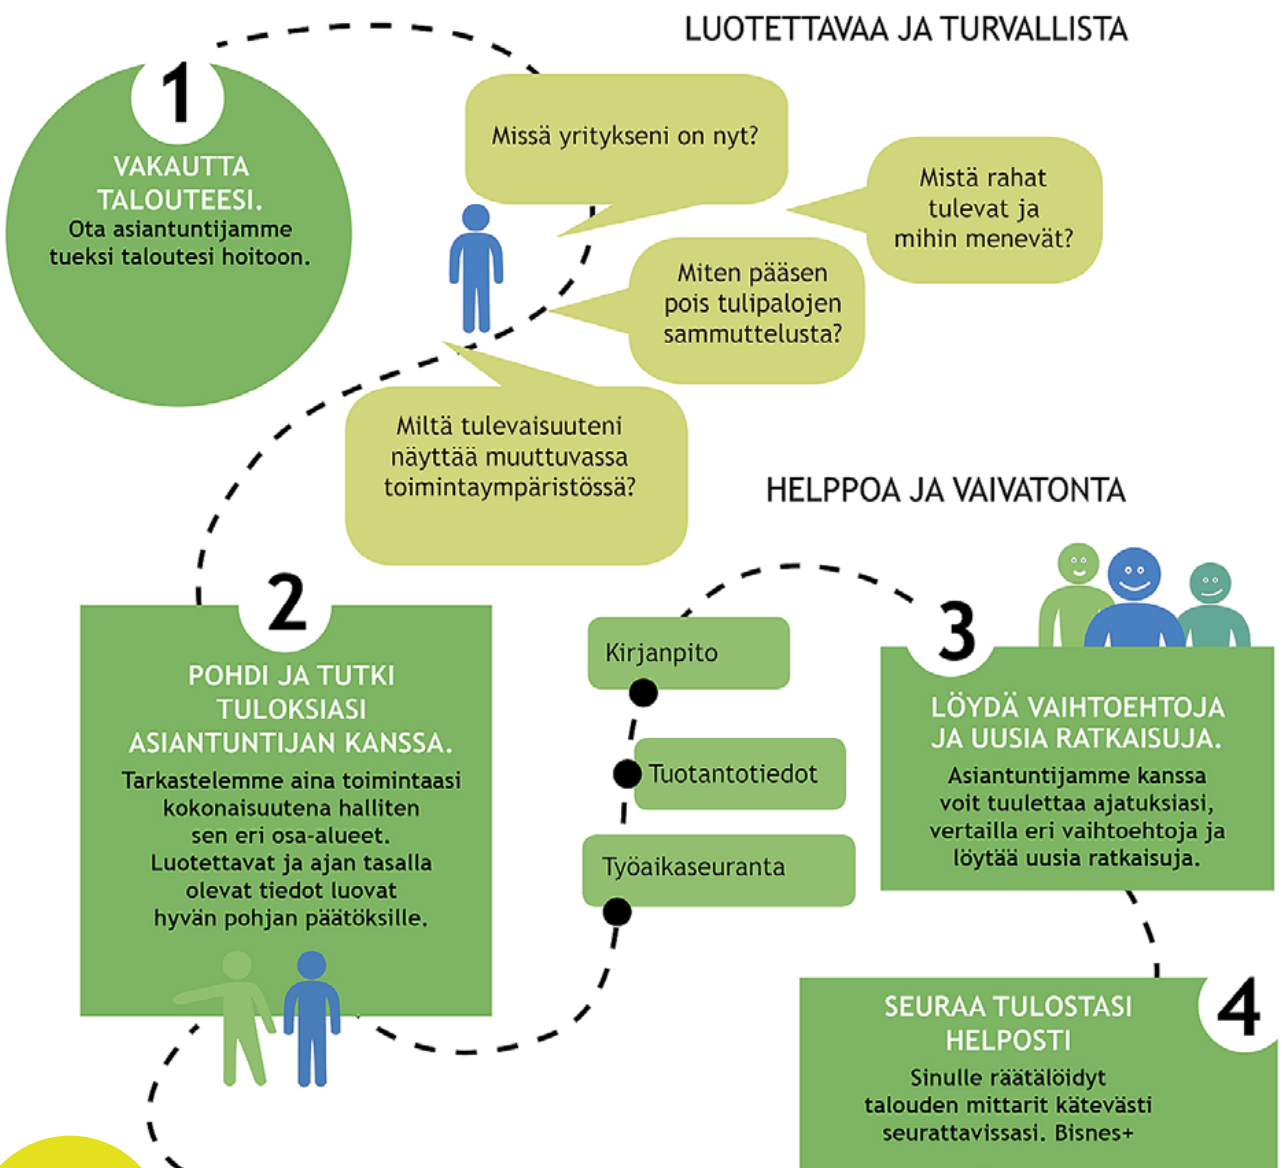 LUOTETTAVAA JA TURVALLISTA
1
VAKAUTTA
TALOUTEESI.
Ota asiantuntijamme
tueksi taloutesi hoitoon.
Missä yritykseni on nyt?
Mistä rahat
tulevat ja
mihin menevät?
Miten pääsen
pois tulipalojen
sammuttelusta?
Miltä tulevaisuuteni
näyttää muuttuvassa
toimintaympäristössä?
HELPPOA JA VAIVATONTA
2
POHDI JA TUTKI
TULOKSIASI
ASIANTUNTIJAN KANSSA.
Tarkastelemme aina toimintaasi
kokonaisuutena halliten
sen eri osa-alueet.
Luotettavat ja ajan tasalla
olevat tiedot luovat
hyvän pohjan päätöksille.
Kirjanpito
Tuotantotiedot
Työaikaseuranta
3
LÖYDÄ VAIHTOEHTOJA
JA UUSIA RATKAISUJA.
Asiantuntijamme kanssa
voit tuulettaa ajatuksiasi,
vertailla eri vaihtoehtoja ja
löytää uusia ratkaisuja.
4
SEURAA TULOSTASI
HELPOSTI
Sinulle räätälöidyt
talouden mittarit kätevästi
seurattavissasi. Bisnes+